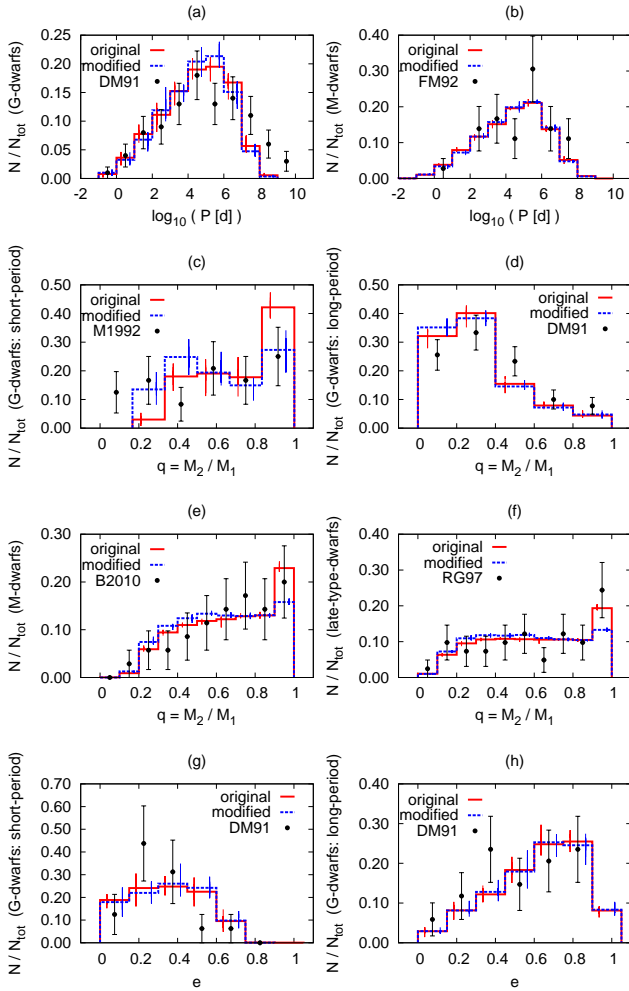 (a)
N / N_tot (G-dwarfs)
0.25
0.20
0.15
0.10
0.05
0.00
original
modified
DM91
-2 0 2 4 6 8 10
log10 ( P [d] )
(b)
N / N_tot (M-dwarfs)
0.40
0.30
0.20
0.10
0.00
original
modified
FM92
-2 0 2 4 6 8 10
log10 ( P [d] )
(c)
N / N_tot (G-dwarfs: short-period)
0.50
0.40
0.30
0.20
0.10
0.00
original
modified
M1992
0 0.2 0.4 0.6 0.8 1
q = M2 / M1
(d)
N / N_tot (G-dwarfs: long-period)
0.50
0.40
0.30
0.20
0.10
0.00
original
modified
DM91
0 0.2 0.4 0.6 0.8 1
q = M2 / M1
(e)
N / N_tot (M-dwarfs)
0.30
0.20
0.10
0.00
original
modified
B2010
0 0.2 0.4 0.6 0.8 1
q = M2 / M1
(f)
N / N_tot (late-type-dwarfs)
0.40
0.30
0.20
0.10
0.00
original
modified
RG97
0 0.2 0.4 0.6 0.8 1
q = M2 / M1
(g)
N / N_tot (G-dwarfs: short-period)
0.70
0.60
0.50
0.40
0.30
0.20
0.10
0.00
original
modified
DM91
0 0.2 0.4 0.6 0.8 1
e
(h)
N / N_tot (G-dwarfs: long-period)
0.40
0.30
0.20
0.10
0.00
original
modified
DM91
0 0.2 0.4 0.6 0.8 1
e